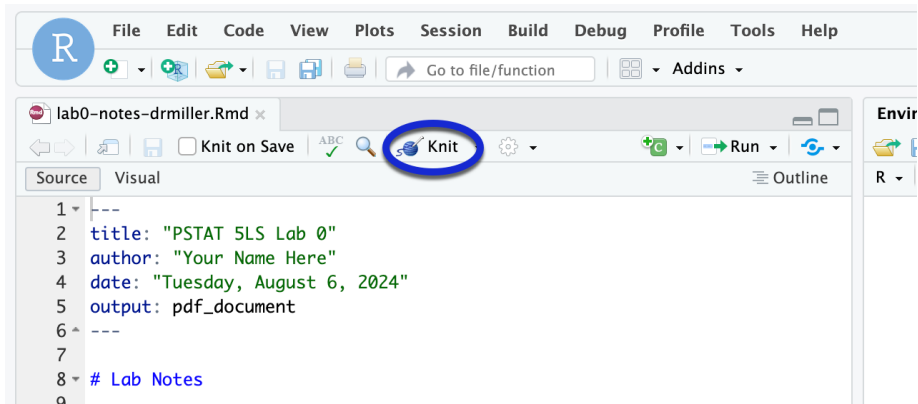 R
File Edit Code View Plots Session Build Debug Profile Tools Help
R
Go to file/function
Addins
Rmd lab0-notes-drmiller.Rmd
Envir
Knit on Save ABC Knit C Run
Source Visual Outline
R
1 ---
2 title: "PSTAT 5LS Lab 0"
3 author: "Your Name Here"
4 date: "Tuesday, August 6, 2024"
5 output: pdf_document
6 ---
7
8 # Lab Notes
9